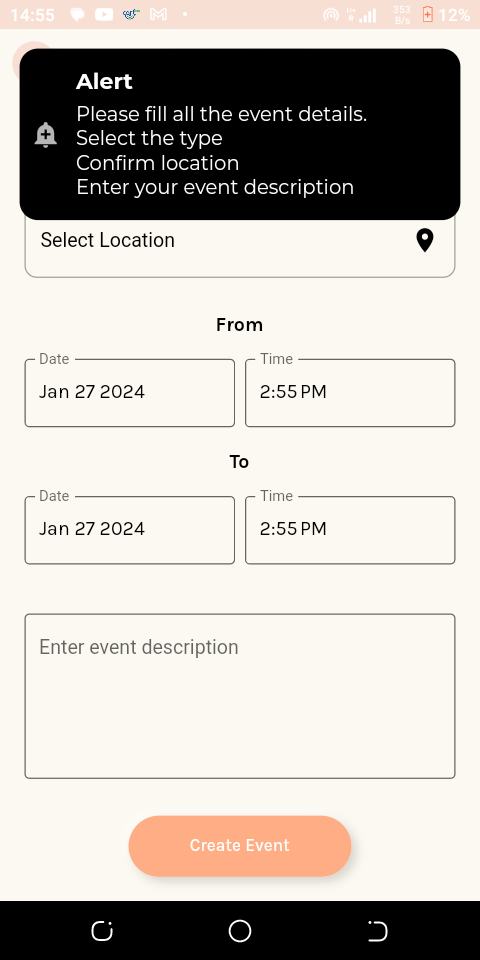 14:55 353 B/s 12%
Alert
Please fill all the event details.
Select the type
Confirm location
Enter your event description
Select Location
From
Date Time
Jan 27 2024 2:55 PM
To
Date Time
Jan 27 2024 2:55 PM
Enter event description
Create Event